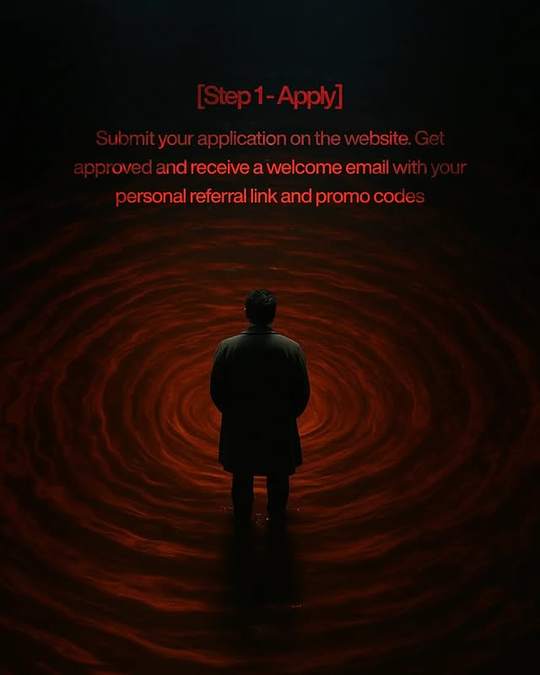 [Step 1 - Apply]
Submit your application on the website. Get
approved and receive a welcome email with your
personal referral link and promo codes